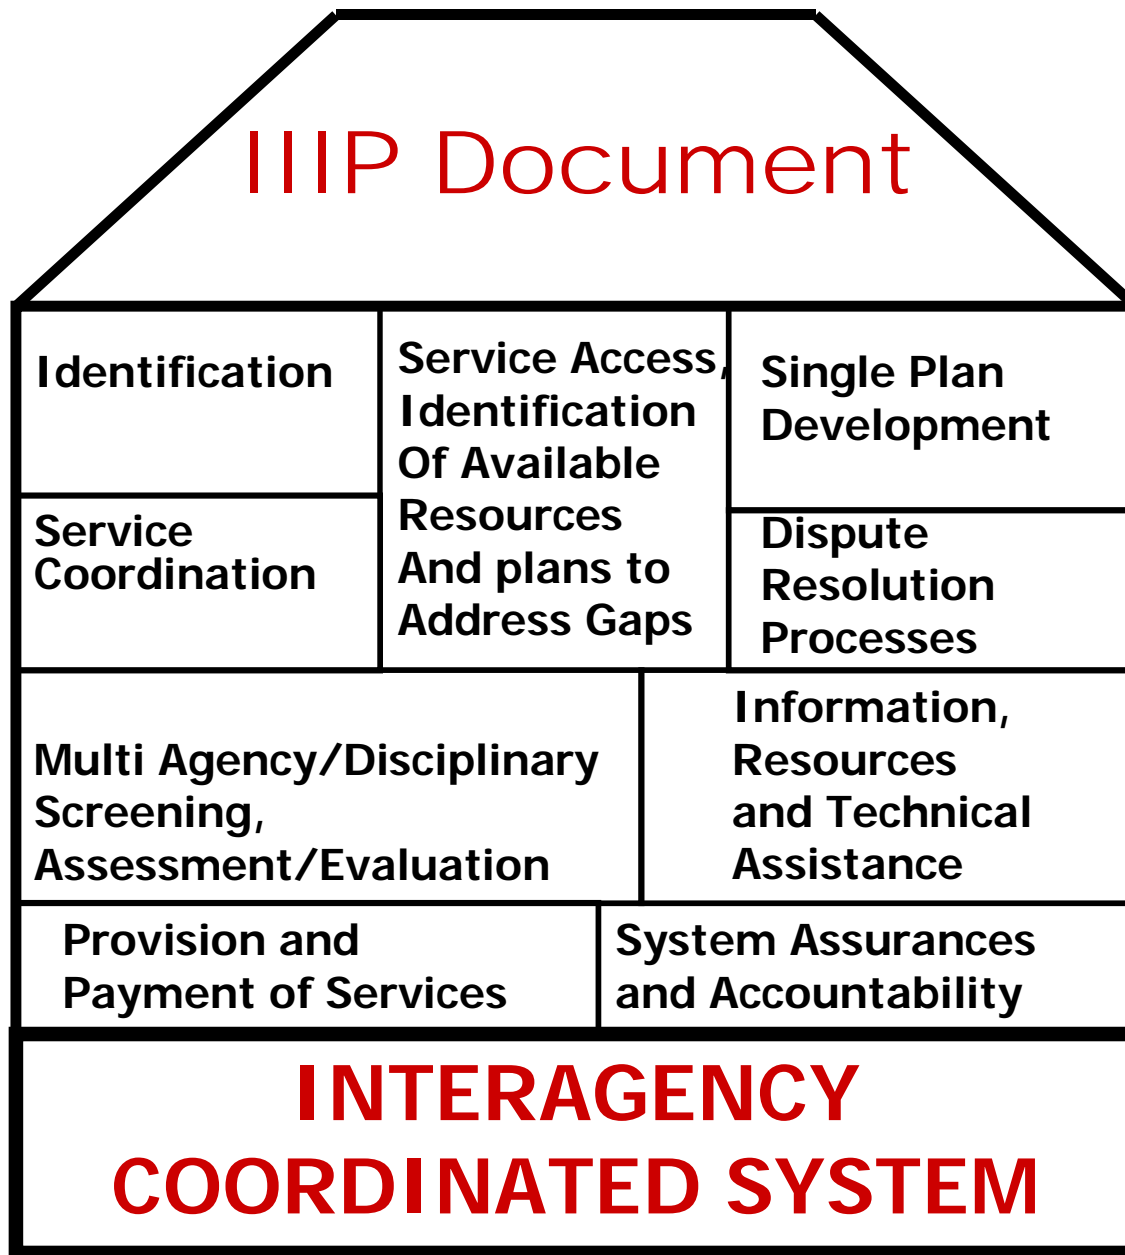 IIIP Document
Identification
Service
Coordination
Service Access,
Identification
Of Available
Resources
And plans to
Address Gaps
Single Plan
Development
Dispute
Resolution
Processes
Multi Agency/Disciplinary
Screening,
Assessment/Evaluation
Information,
Resources
and Technical
Assistance
Provision and
Payment of Services
System Assurances
and Accountability
INTERAGENCY
COORDINATED SYSTEM